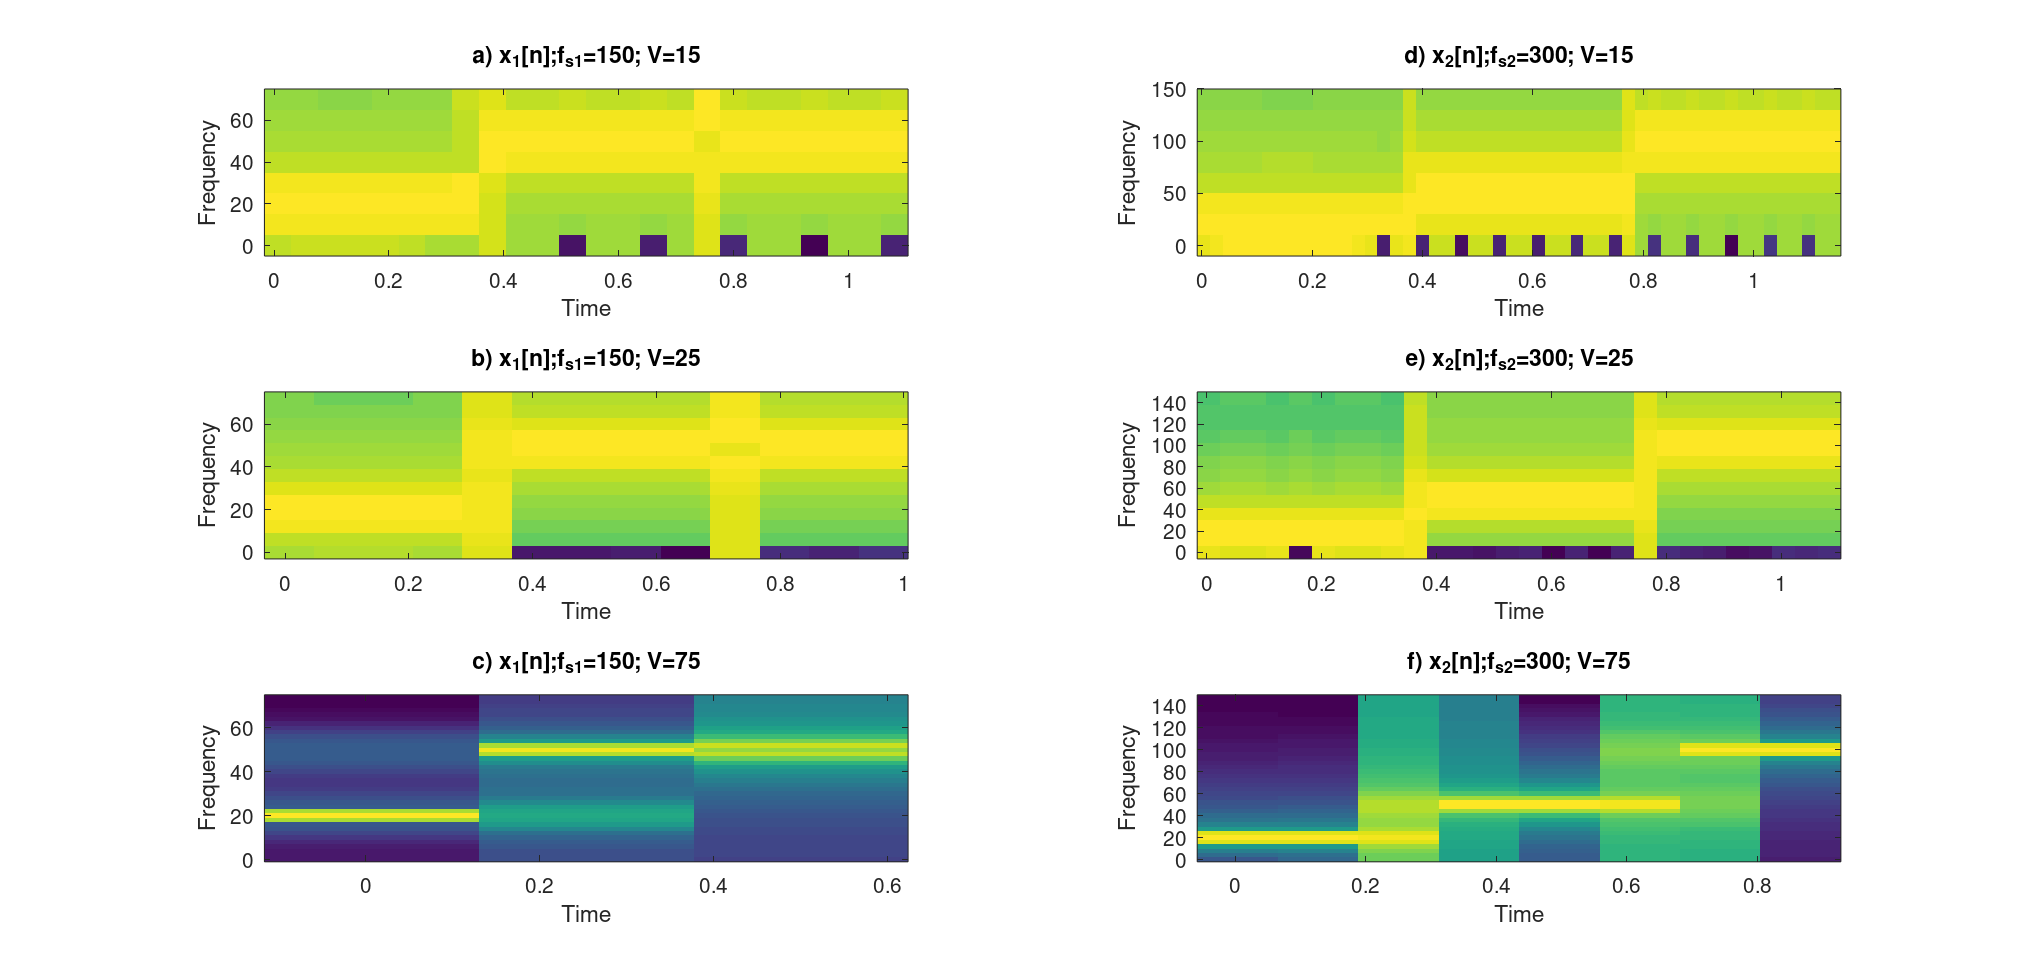 a) x₁[n];fₛ₁=150; V=15
Frequency
60
40
20
0
0 0.2 0.4 0.6 0.8 1
Time
d) x₂[n];fₛ₂=300; V=15
Frequency
150
100
50
0
0 0.2 0.4 0.6 0.8 1
Time
b) x₁[n];fₛ₁=150; V=25
Frequency
60
40
20
0
0 0.2 0.4 0.6 0.8 1
Time
e) x₂[n];fₛ₂=300; V=25
Frequency
140
120
100
80
60
40
20
0
0 0.2 0.4 0.6 0.8 1
Time
c) x₁[n];fₛ₁=150; V=75
Frequency
60
40
20
0
0 0.2 0.4 0.6
Time
f) x₂[n];fₛ₂=300; V=75
Frequency
140
120
100
80
60
40
20
0
0 0.2 0.4 0.6 0.8
Time